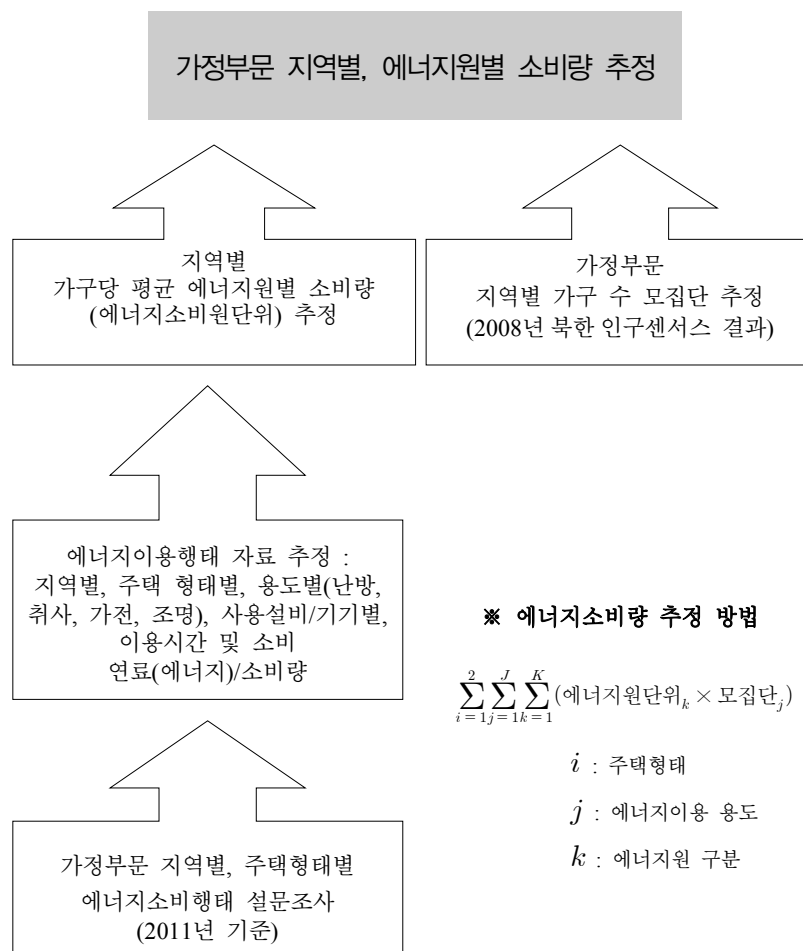 가정부문 지역별, 에너지원별 소비량 추정
지역별
가구당 평균 에너지원별 소비량
(에너지소비원단위) 추정
가정부문
지역별 가구 수 모집단 추정
(2008년 북한 인구센서스 결과)
에너지이용행태 자료 추정 :
지역별, 주택 형태별, 용도별(난방,
취사, 가전, 조명), 사용설비/기기별,
이용시간 및 소비
연료(에너지)/소비량
가정부문 지역별, 주택형태별
에너지소비행태 설문조사
(2011년 기준)
※ 에너지소비량 추정 방법
\sum_{i=1}^{2}\sum_{j=1}^{J}\sum_{k=1}^{K}(에너지원단위_k × 모집단_j)
i : 주택형태
j : 에너지이용 용도
k : 에너지원 구분